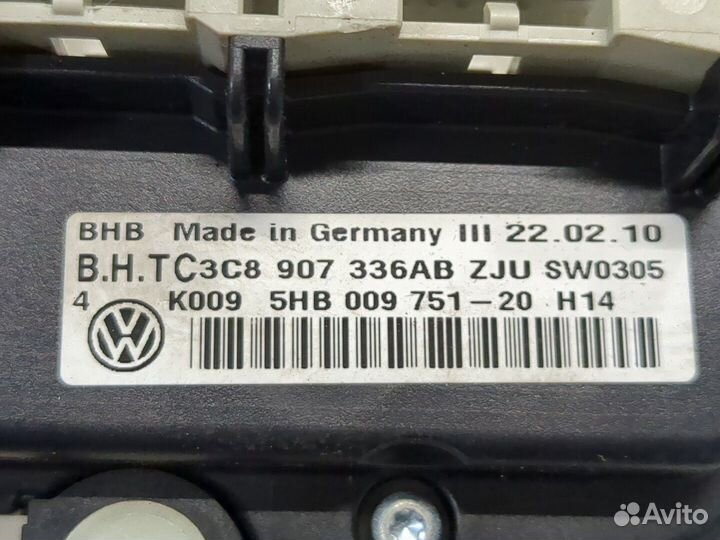 BHB Made in Germany III 22.02.10
B.H.TC3C8 907 336AB ZJU SW0305
4 K009 5HB 009 751-20 H14
Avito